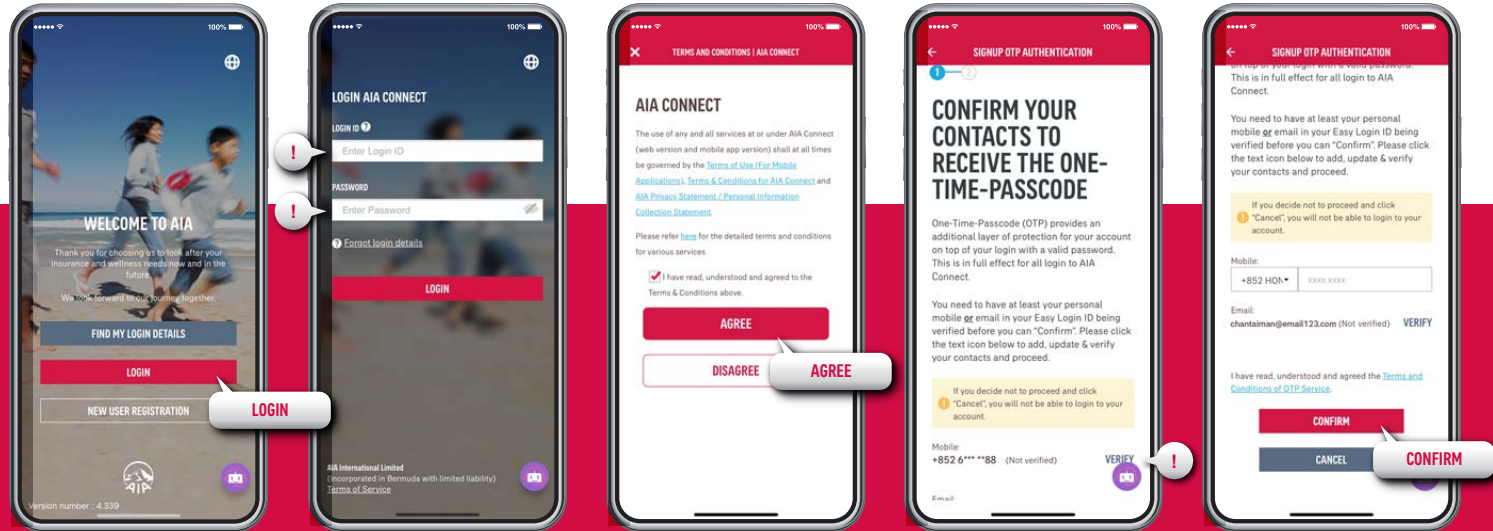 100%
WELCOME TO AIA
Thank you for choosing us to look after your
insurance and wellness needs now and in the
future.
We look forward to our journey together.
FIND MY LOGIN DETAILS
LOGIN
NEW USER REGISTRATION
LOGIN
AIA
Version number : 4.339
100%
LOGIN AIA CONNECT
LOGIN ID ?
! Enter Login ID
PASSWORD
! Enter Password
? Forgot login details
LOGIN
AIA International Limited
(Incorporated in Bermuda with limited liability)
Terms of Service
100%
TERMS AND CONDITIONS | AIA CONNECT
AIA CONNECT
The use of any and all services at or under AIA Connect
(web version and mobile app version) shall at all times
be governed by the Terms of Use (For Mobile
Applications), Terms & Conditions for AIA Connect and
AIA Privacy Statement / Personal Information
Collection Statement.
Please refer here for the detailed terms and conditions
for various services.
I have read, understood and agreed to the
Terms & Conditions above.
AGREE
DISAGREE
AGREE
100%
SIGNUP OTP AUTHENTICATION
1 2
CONFIRM YOUR
CONTACTS TO
RECEIVE THE ONE-
TIME-PASSCODE
One-Time-Passcode (OTP) provides an
additional layer of protection for your account
on top of your login with a valid password.
This is in full effect for all login to AIA
Connect.
You need to have at least your personal
mobile or email in your Easy Login ID being
verified before you can "Confirm". Please click
the text icon below to add, update & verify
your contacts and proceed.
If you decide not to proceed and click
! "Cancel", you will not be able to login to your
account.
Mobile:
+852 6*** **88 (Not verified) VERIFY !
Email:
100%
SIGNUP OTP AUTHENTICATION
on top of your login with a valid password.
This is in full effect for all login to AIA
Connect.
You need to have at least your personal
mobile or email in your Easy Login ID being
verified before you can "Confirm". Please click
the text icon below to add, update & verify
your contacts and proceed.
If you decide not to proceed and click
! "Cancel", you will not be able to login to your
account.
Mobile:
+852 HON xxxx xxxx
Email:
chantaiman@email123.com (Not verified) VERIFY
I have read, understood and agreed the Terms and
Conditions of OTP Service.
CONFIRM
CANCEL
CONFIRM